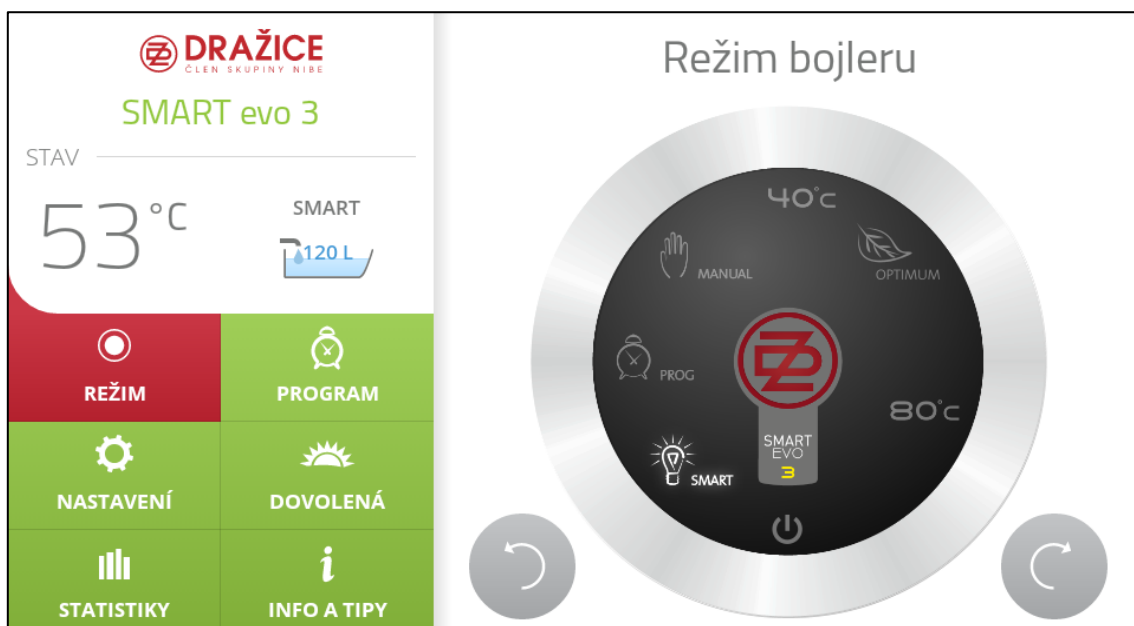 DRAŽICE
ČLEN SKUPINY NIBE
SMART evo 3
STAV
53 °C
SMART
120 L
REŽIM
PROGRAM
NASTAVENÍ
DOVOLENÁ
STATISTIKY
INFO A TIPY
Režim bojleru
40°C
MANUAL
OPTIMUM
PROG
80°C
SMART
EVO
3
SMART